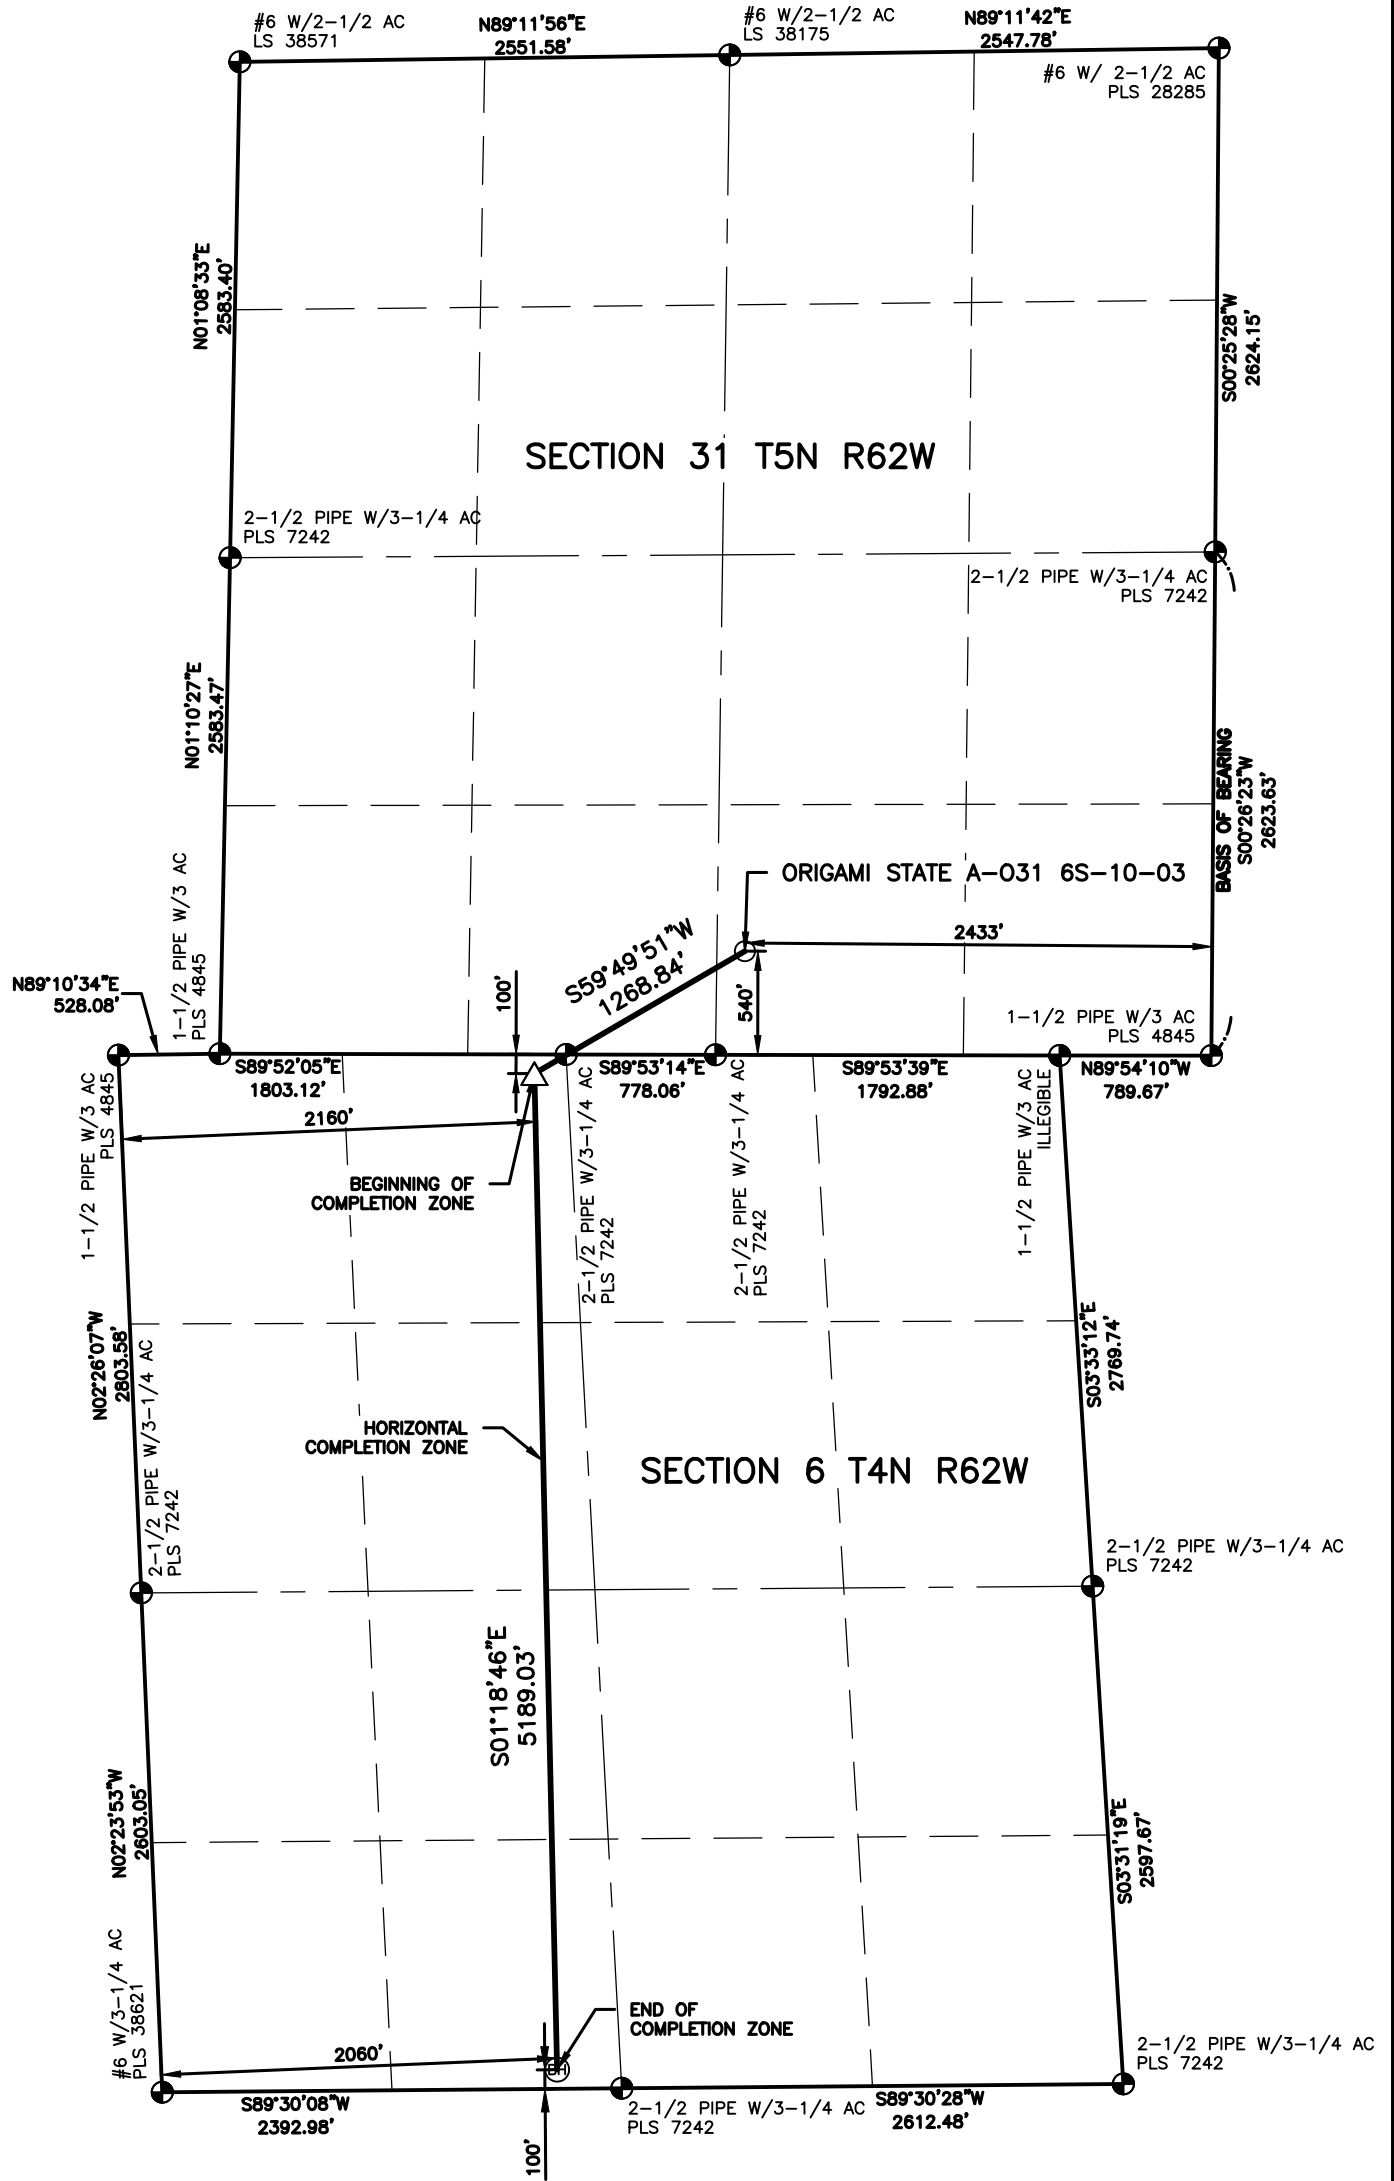 #6 W/2-1/2 AC
LS 38571
N89°11'56"E
2551.58'
#6 W/2-1/2 AC
LS 38175
N89°11'42"E
2547.78'
#6 W/ 2-1/2 AC
PLS 28285
N01°08'33"E
2583.40'
S00°25'28"W
2624.15'
SECTION 31 T5N R62W
2-1/2 PIPE W/3-1/4 AC
PLS 7242
2-1/2 PIPE W/3-1/4 AC
PLS 7242
N01°10'27"E
2583.47'
BASIS OF BEARING
S00°26'23"W
2623.63'
ORIGAMI STATE A-O31 6S-10-03
1-1/2 PIPE W/3 AC
PLS 4845
S59°49'51"W
1268.84'
2433'
N89°10'34"E
528.08'
100'
540'
1-1/2 PIPE W/3 AC
PLS 4845
S89°52'05"E
1803.12'
S89°53'14"E
778.06'
S89°53'39"E
1792.88'
N89°54'10"W
789.67'
1-1/2 PIPE W/3 AC
PLS 4845
2160'
2-1/2 PIPE W/3-1/4 AC
PLS 7242
2-1/2 PIPE W/3-1/4 AC
PLS 7242
1-1/2 PIPE W/3 AC
ILLEGIBLE
BEGINNING OF
COMPLETION ZONE
N02°26'07"W
2803.58'
2-1/2 PIPE W/3-1/4 AC
PLS 7242
S03°33'12"E
2769.74'
HORIZONTAL
COMPLETION ZONE
SECTION 6 T4N R62W
2-1/2 PIPE W/3-1/4 AC
PLS 7242
S01°18'46"E
5189.03'
N02°23'53"W
2603.05'
S03°31'19"E
2597.67'
#6 W/3-1/4 AC
PLS 38621
END OF
COMPLETION ZONE
2060'
BH
2-1/2 PIPE W/3-1/4 AC
PLS 7242
S89°30'08"W
2392.98'
2-1/2 PIPE W/3-1/4 AC
PLS 7242
S89°30'28"W
2612.48'
100'